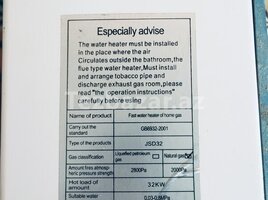 Especially advise
The water heater must be installed
in the place where the air
Circulates outside the bathroom,the
flue type water heater,Must install
and arrange tobacco pipe and
discharge exhaust gas room,please
read "the operation instructions"
carefully before using
Name of product Fast water heater of home gas
Carry out the standard GB6932-2001
Type of the products JSD32
Gas classification Liquefied petroleum gas Natural gas
Amount fires atmospheric pressure strength 2800Pa 2000Pa
Hot load of amount 32KW
Suitable water 0.03-0.8MPa